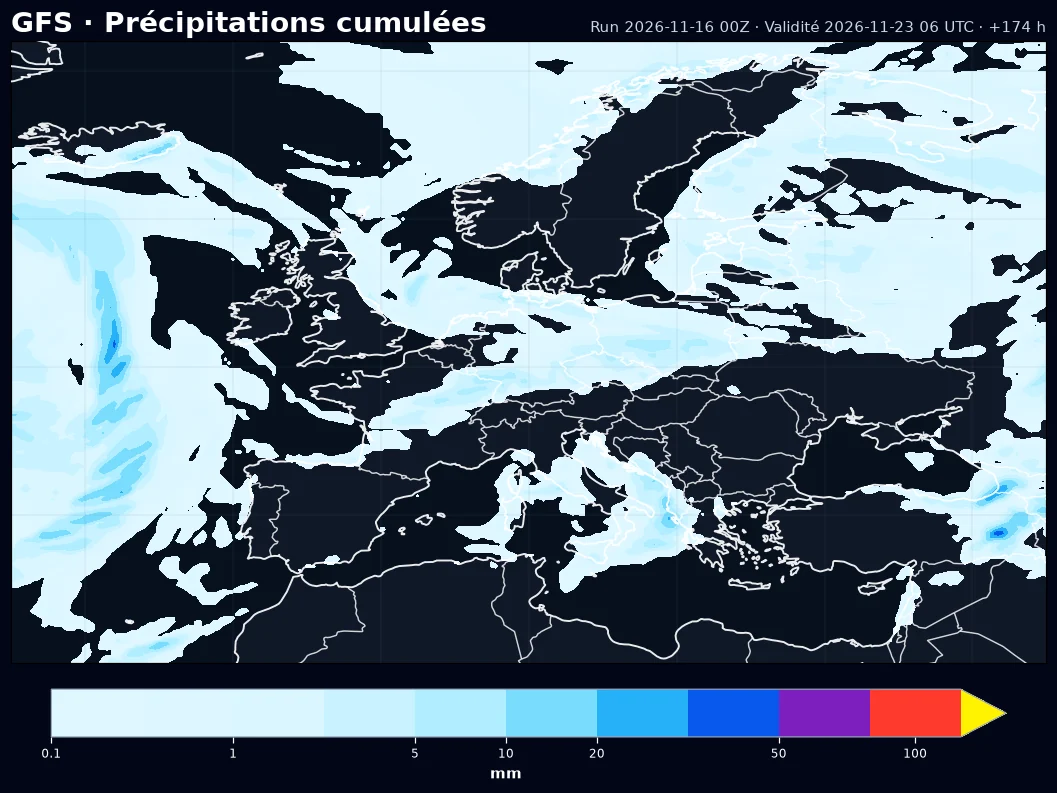 GFS · Précipitations cumulées
Run 2026-11-16 00Z · Validité 2026-11-23 06 UTC · +174 h
0.1 1 5 10 20 50 100
mm